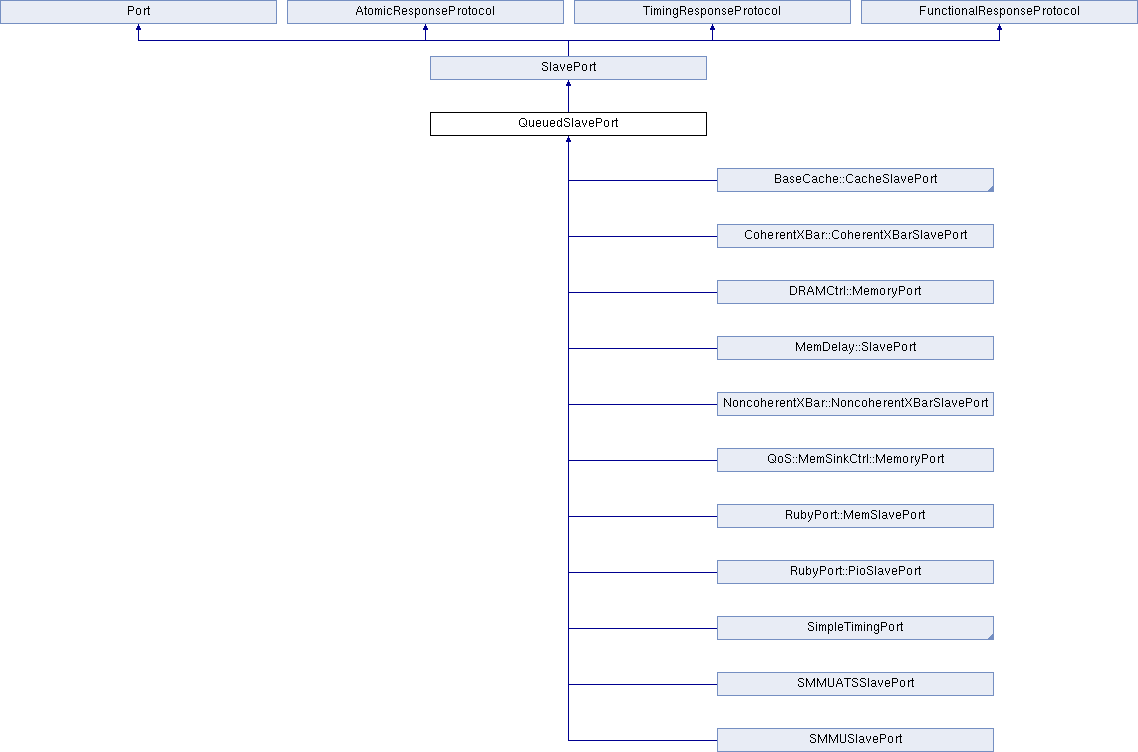 Port
AtomicResponseProtocol
TimingResponseProtocol
FunctionalResponseProtocol
SlavePort
QueuedSlavePort
BaseCache::CacheSlavePort
CoherentXBar::CoherentXBarSlavePort
DRAMCtrl::MemoryPort
MemDelay::SlavePort
NoncoherentXBar::NoncoherentXBarSlavePort
QoS::MemSinkCtrl::MemoryPort
RubyPort::MemSlavePort
RubyPort::PioSlavePort
SimpleTimingPort
SMMUATSSlavePort
SMMUSlavePort